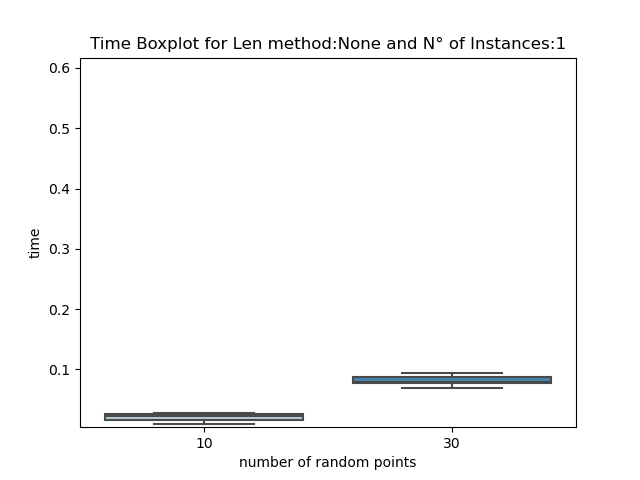 Time Boxplot for Len method:None and N° of Instances:1
0.6
0.5
0.4
0.3
0.2
0.1
time
10 30
number of random points